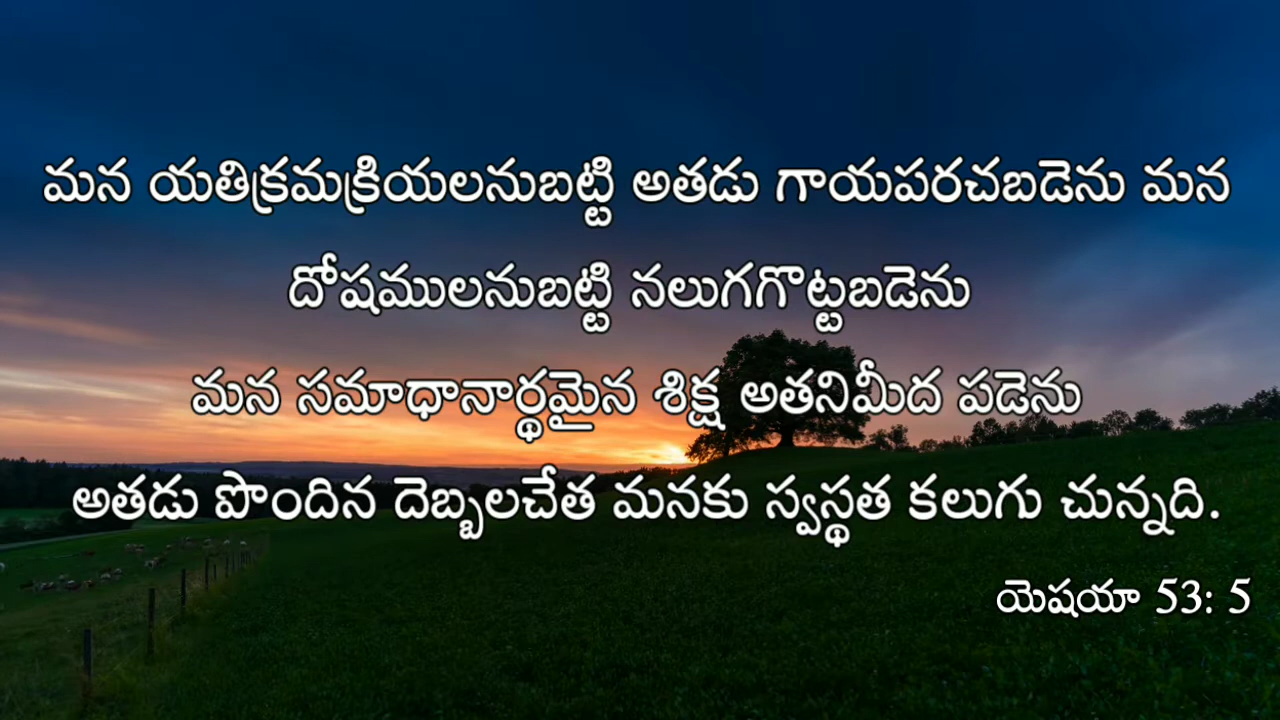 మన యతిక్రమక్రియలనుబట్టి అతడు గాయపరచబడెను మన
దోషములనుబట్టి నలుగగొట్టబడెను
మన సమాధానార్థమైన శిక్ష అతనిమీద పడెను
అతడు పొందిన దెబ్బలచేత మనకు స్వస్థత కలుగు చున్నది.
యెషయా 53: 5